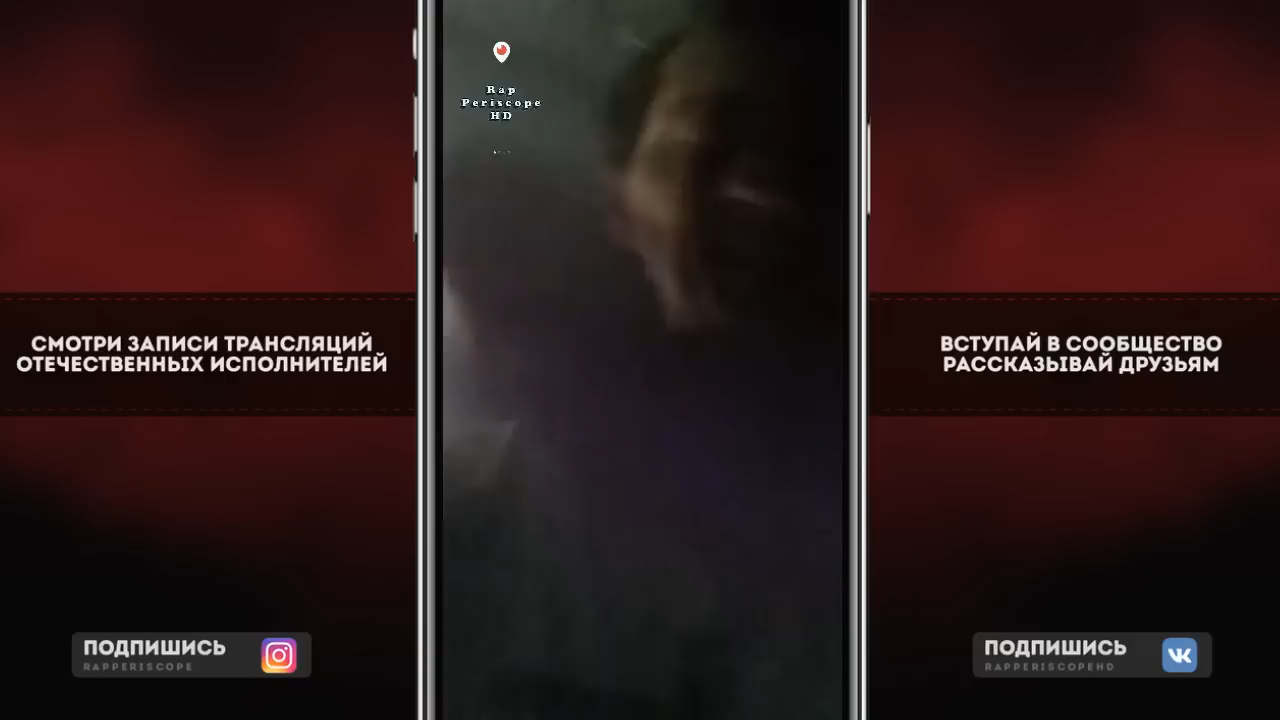 Rap
Periscope
HD
СМОТРИ ЗАПИСИ ТРАНСЛЯЦИЙ
ОТЕЧЕСТВЕННЫХ ИСПОЛНИТЕЛЕЙ
ВСТУПАЙ В СООБЩЕСТВО
РАССКАЗЫВАЙ ДРУЗЬЯМ
ПОДПИШИСЬ
RAPPERISCOPE
ПОДПИШИСЬ
RAPPERISCOPEHD